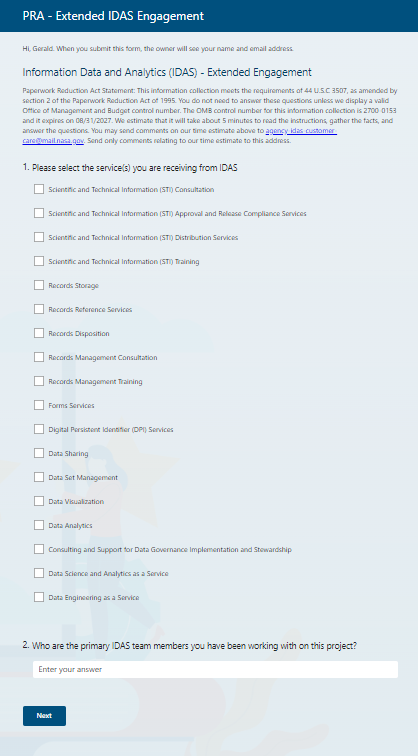 PRA - Extended IDAS Engagement
Hi, Gerald. When you submit this form, the owner will see your name and email address.
Information Data and Analytics (IDAS) - Extended Engagement
Paperwork Reduction Act Statement: This information collection meets the requirements of 44 U.S.C 3507, as amended by
section 2 of the Paperwork Reduction Act of 1995. You do not need to answer these questions unless we display a valid
Office of Management and Budget control number. The OMB control number for this information collection is 2700-0153
and it expires on 08/31/2027. We estimate that it will take about 5 minutes to read the instructions, gather the facts, and
answer the questions. You may send comments on our time estimate above to agency-idas-customer-
care@mail.nasa.gov. Send only comments relating to our time estimate to this address.
1. Please select the service(s) you are receiving from IDAS
Scientific and Technical Information (STI) Consultation
Scientific and Technical Information (STI) Approval and Release Compliance Services
Scientific and Technical Information (STI) Distribution Services
Scientific and Technical Information (STI) Training
Records Storage
Records Reference Services
Records Disposition
Records Management Consultation
Records Management Training
Forms Services
Digital Persistent Identifier (DPI) Services
Data Sharing
Data Set Management
Data Visualization
Data Analytics
Consulting and Support for Data Governance Implementation and Stewardship
Data Science and Analytics as a Service
Data Engineering as a Service
2. Who are the primary IDAS team members you have been working with on this project?
Enter your answer
Next